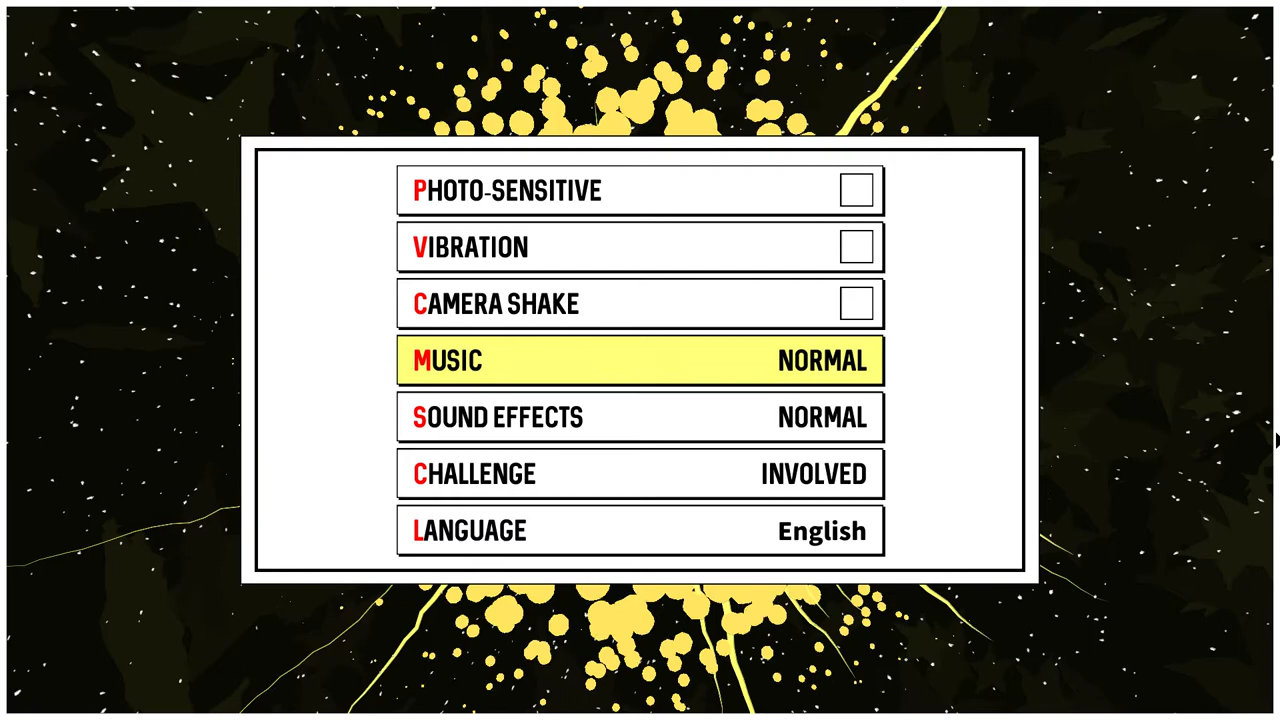 PHOTO-SENSITIVE
VIBRATION
CAMERA SHAKE
MUSIC NORMAL
SOUND EFFECTS NORMAL
CHALLENGE INVOLVED
LANGUAGE English